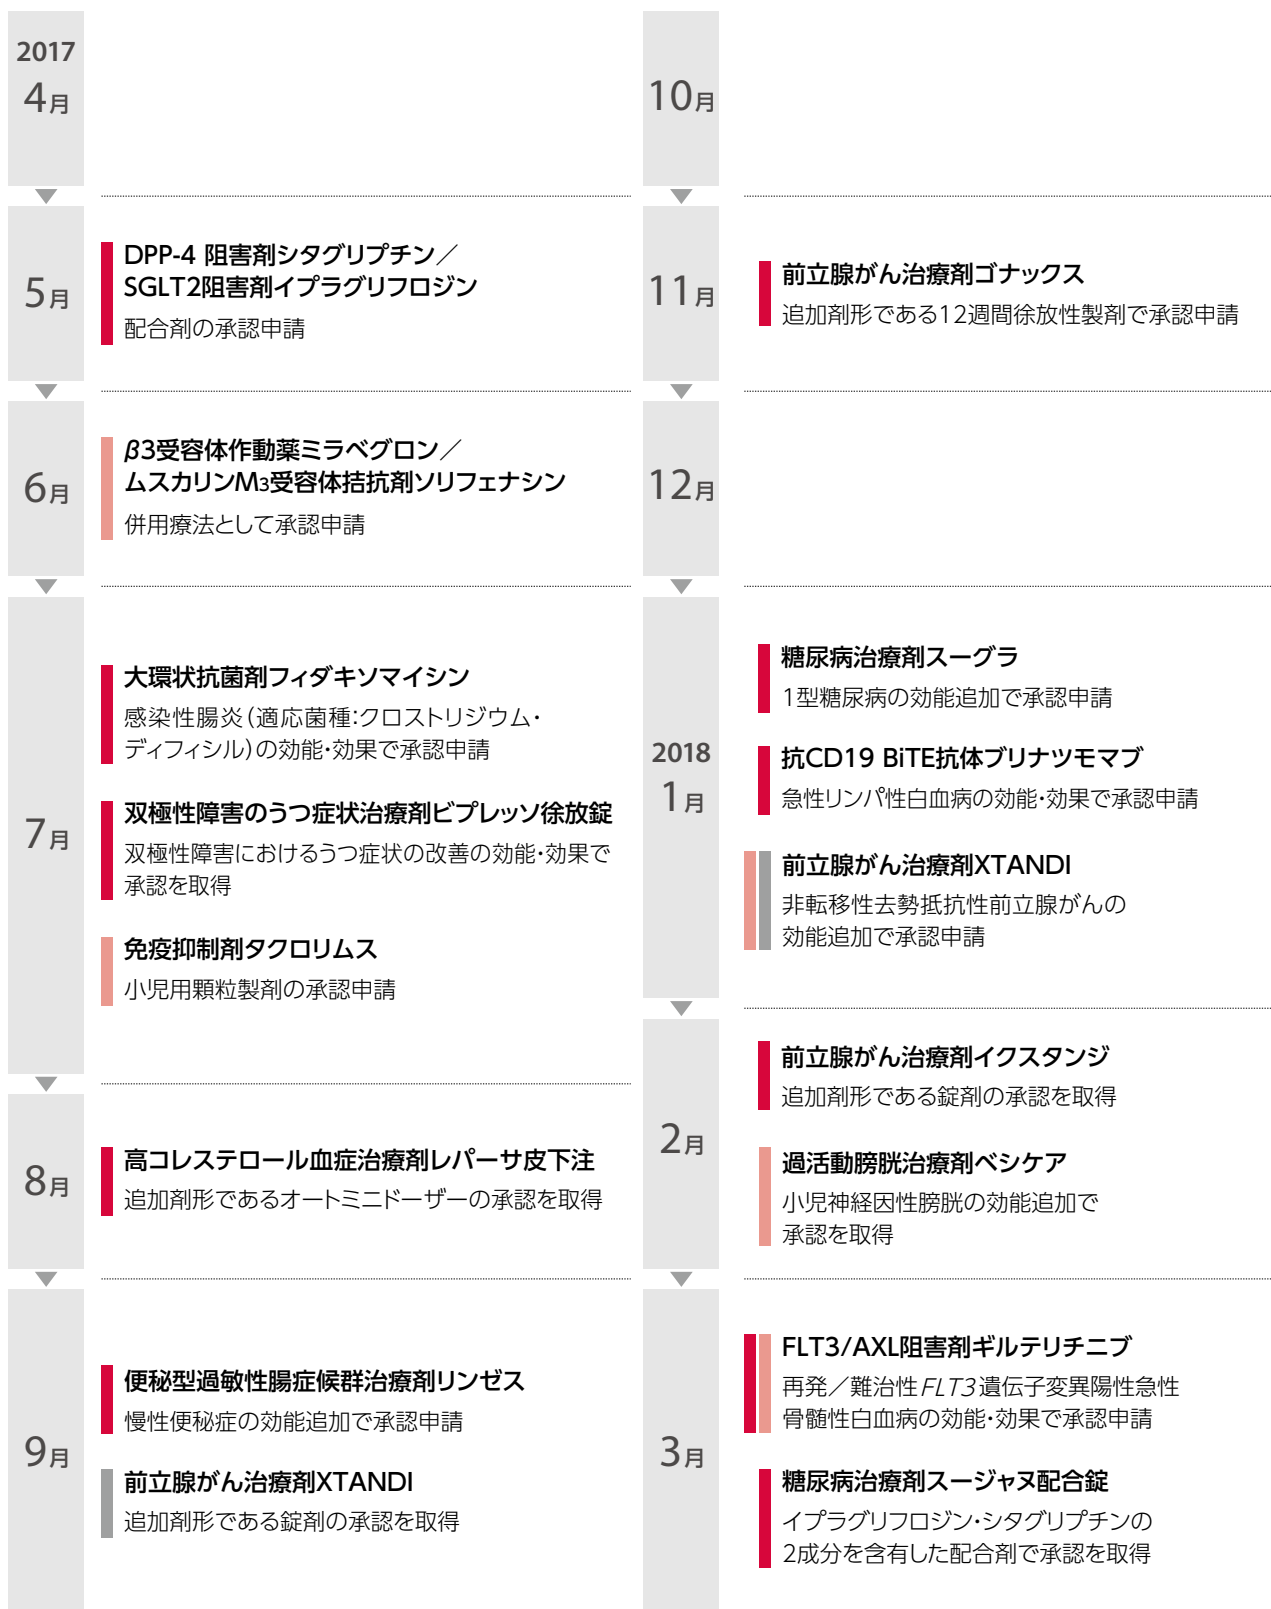 2017
4月
5月
DPP-4 阻害剤シタグリプチン／
SGLT2阻害剤イプラグリフロジン
配合剤の承認申請
6月
β3受容体作動薬ミラベグロン／
ムスカリンM3受容体拮抗剤ソリフェナシン
併用療法として承認申請
7月
大環状抗菌剤フィダキソマイシン
感染性腸炎（適応菌種:クロストリジウム・
ディフィシル）の効能・効果で承認申請
双極性障害のうつ症状治療剤ビプレッソ徐放錠
双極性障害におけるうつ症状の改善の効能・効果で
承認を取得
免疫抑制剤タクロリムス
小児用顆粒製剤の承認申請
8月
高コレステロール血症治療剤レパーサ皮下注
追加剤形であるオートミニドーザーの承認を取得
9月
便秘型過敏性腸症候群治療剤リンゼス
慢性便秘症の効能追加で承認申請
前立腺がん治療剤XTANDI
追加剤形である錠剤の承認を取得
10月
11月
前立腺がん治療剤ゴナックス
追加剤形である12週間徐放性製剤で承認申請
12月
2018
1月
糖尿病治療剤スーグラ
1型糖尿病の効能追加で承認申請
抗CD19 BiTE抗体ブリナツモマブ
急性リンパ性白血病の効能・効果で承認申請
前立腺がん治療剤XTANDI
非転移性去勢抵抗性前立腺がんの
効能追加で承認申請
2月
前立腺がん治療剤イクスタンジ
追加剤形である錠剤の承認を取得
過活動膀胱治療剤ベシケア
小児神経因性膀胱の効能追加で
承認を取得
3月
FLT3/AXL阻害剤ギルテリチニブ
再発／難治性FLT3遺伝子変異陽性急性
骨髄性白血病の効能・効果で承認申請
糖尿病治療剤スージャヌ配合錠
イプラグリフロジン・シタグリプチンの
2成分を含有した配合剤で承認を取得